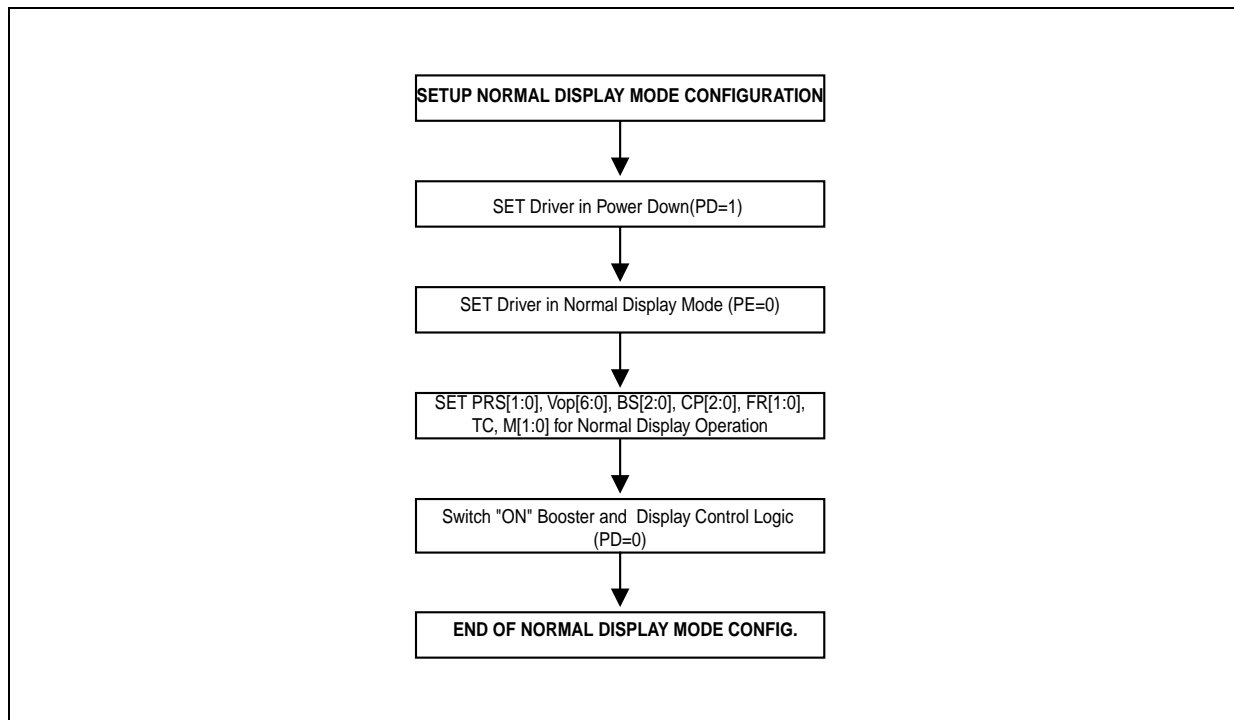 SETUP NORMAL DISPLAY MODE CONFIGURATION
SET Driver in Power Down(PD=1)
SET Driver in Normal Display Mode (PE=0)
SET PRS[1:0], Vop[6:0], BS[2:0], CP[2:0], FR[1:0],
TC, M[1:0] for Normal Display Operation
Switch "ON" Booster and Display Control Logic
(PD=0)
END OF NORMAL DISPLAY MODE CONFIG.